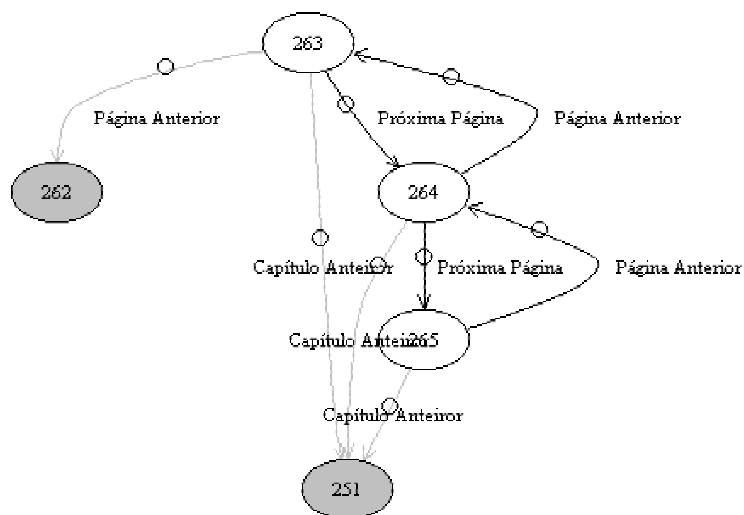 263
Página Anterior
Próxima Página
Página Anterior
262
264
Capítulo Anteiror
Próxima Página
Página Anterior
Capítulo Anteiror
265
Capítulo Anteiror
251